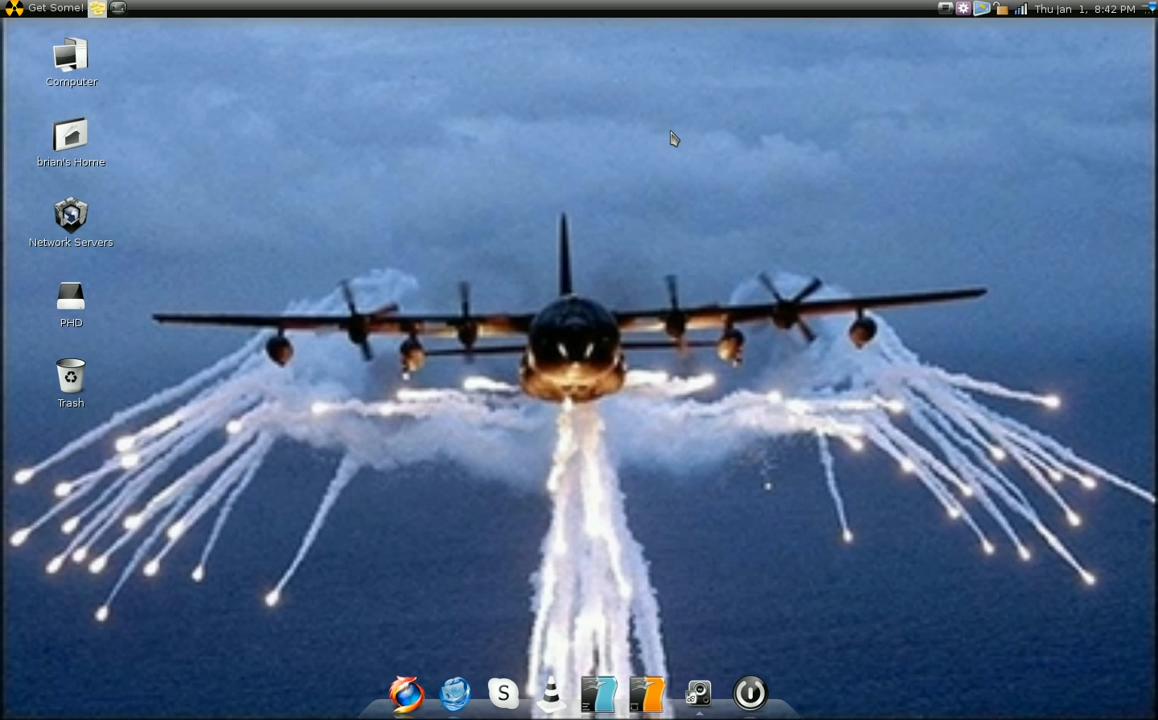 Get Some!
Thu Jan 1, 8:42 PM
Computer
brian's Home
Network Servers
PHD
Trash
S